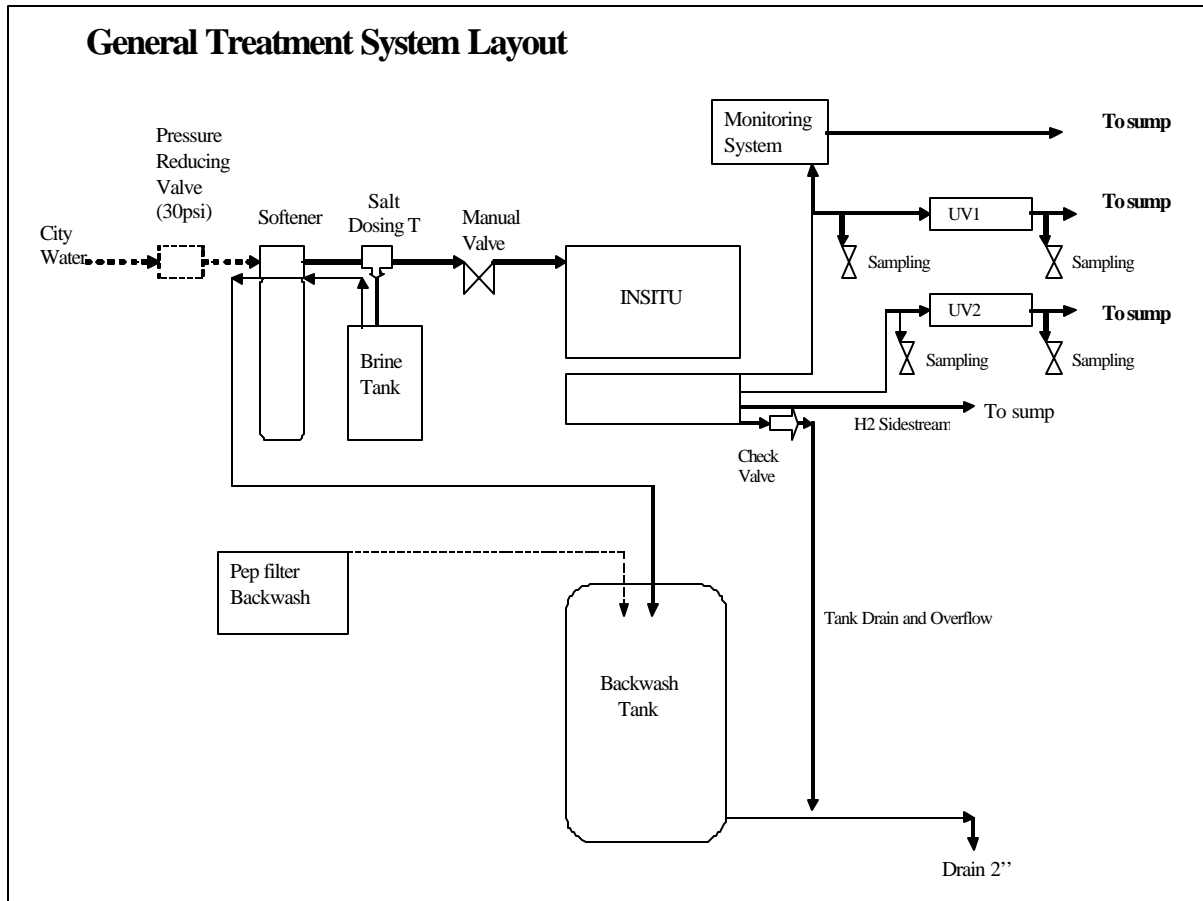 General Treatment System Layout
Pressure
Reducing
Valve
(30psi)
City
Water
Softener
Salt
Dosing T
Manual
Valve
Brine
Tank
INSITU
Monitoring
System
To sump
UV1
To sump
Sampling
Sampling
UV2
To sump
Sampling
Sampling
H2 Sidestream
To sump
Check
Valve
Pep filter
Backwash
Backwash
Tank
Tank Drain and Overflow
Drain 2’’